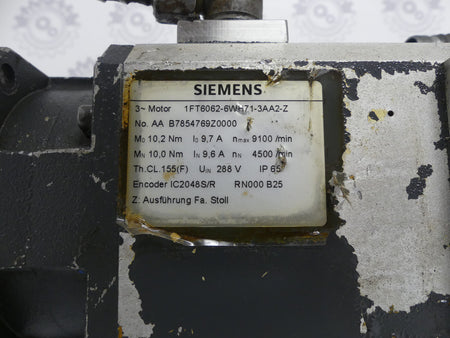 SIEMENS
3~ Motor 1FT6062-6WH71-3AA2-Z
No. AA B7854769Z0000
M₀ 10,2 Nm I₀ 9,7 A nmax 9100 /min
MN 10,0 Nm IN 9,6 A nN 4500 /min
Th.CL.155(F) UIN 288 V IP 65
Encoder IC2048S/R RN000 B25
Z: Ausführung Fa. Stoll